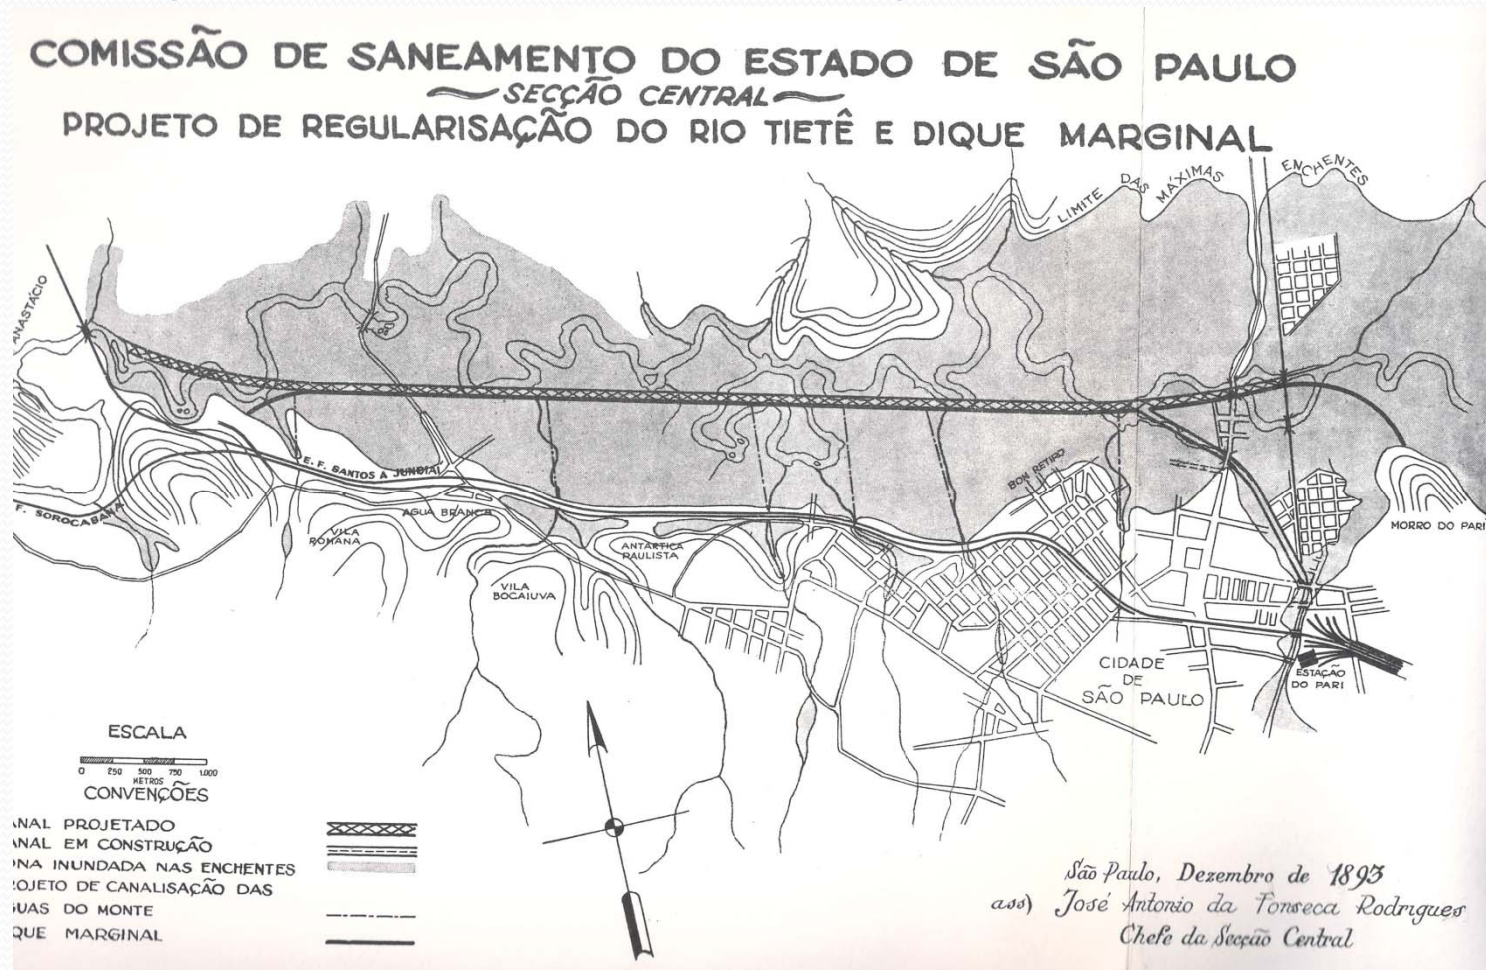 COMISSÃO DE SANEAMENTO DO ESTADO DE SÃO PAULO
SECÇÃO CENTRAL
PROJETO DE REGULARISAÇÃO DO RIO TIETÊ E DIQUE MARGINAL
LIMITE DAS MÁXIMAS ENCHENTES
ANASTÁCIO
E. F. SANTOS A JUNDIAÍ
F. SOROCABANA
AGUA BRANCA
VILA
ROMANA
ANTÁRTICA
PAULISTA
VILA
BOCAIUVA
BOM RETIRO
MORRO DO PARI
CIDADE
DE
SÃO PAULO
ESTAÇÃO
DO PARI
ESCALA
0 250 500 750 1.000
METROS
CONVENÇÕES
ANAL PROJETADO
ANAL EM CONSTRUÇÃO
ONA INUNDADA NAS ENCHENTES
OJETO DE CANALISAÇÃO DAS
GUAS DO MONTE
QUE MARGINAL
São Paulo, Dezembro de 1893
ass) José Antonio da Fonseca Rodrigues
Chefe da Secção Central